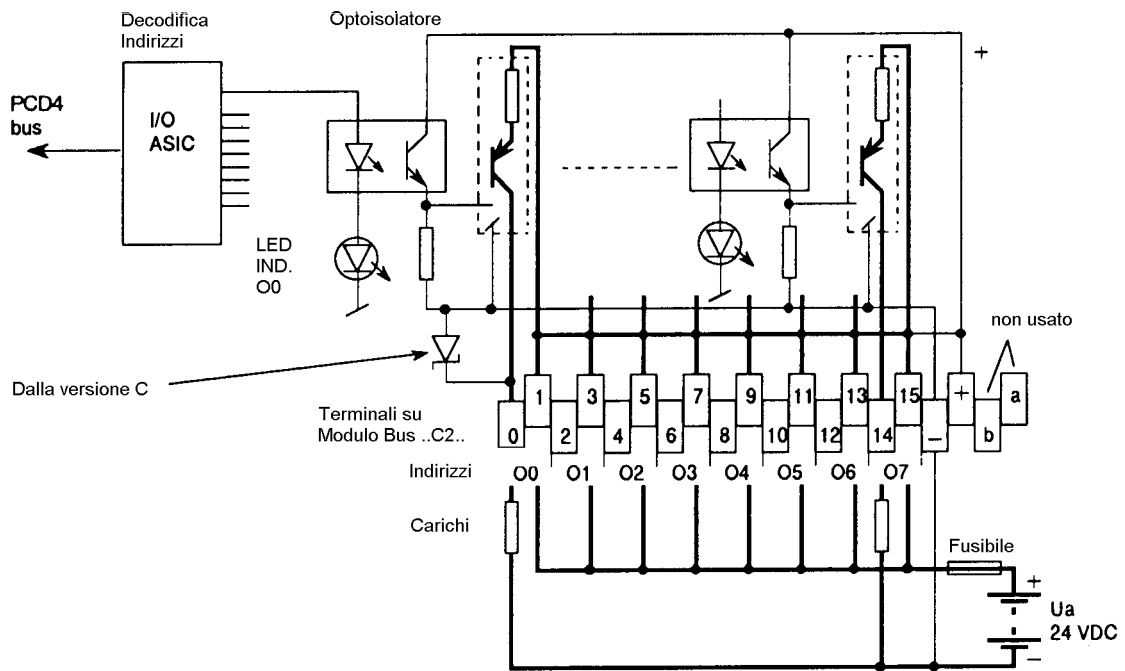 Decodifica
Indirizzi
Optoisolatore
+
PCD4
bus
I/O
ASIC
LED
IND.
O0
non usato
Dalla versione C
Terminali su
Modulo Bus ..C2..
1 3 5 7 9 11 13 15 + a
0 2 4 6 8 10 12 14 – b
Indirizzi O0 O1 O2 O3 O4 O5 O6 O7
Carichi
Fusibile
+
Ua
24 VDC
–